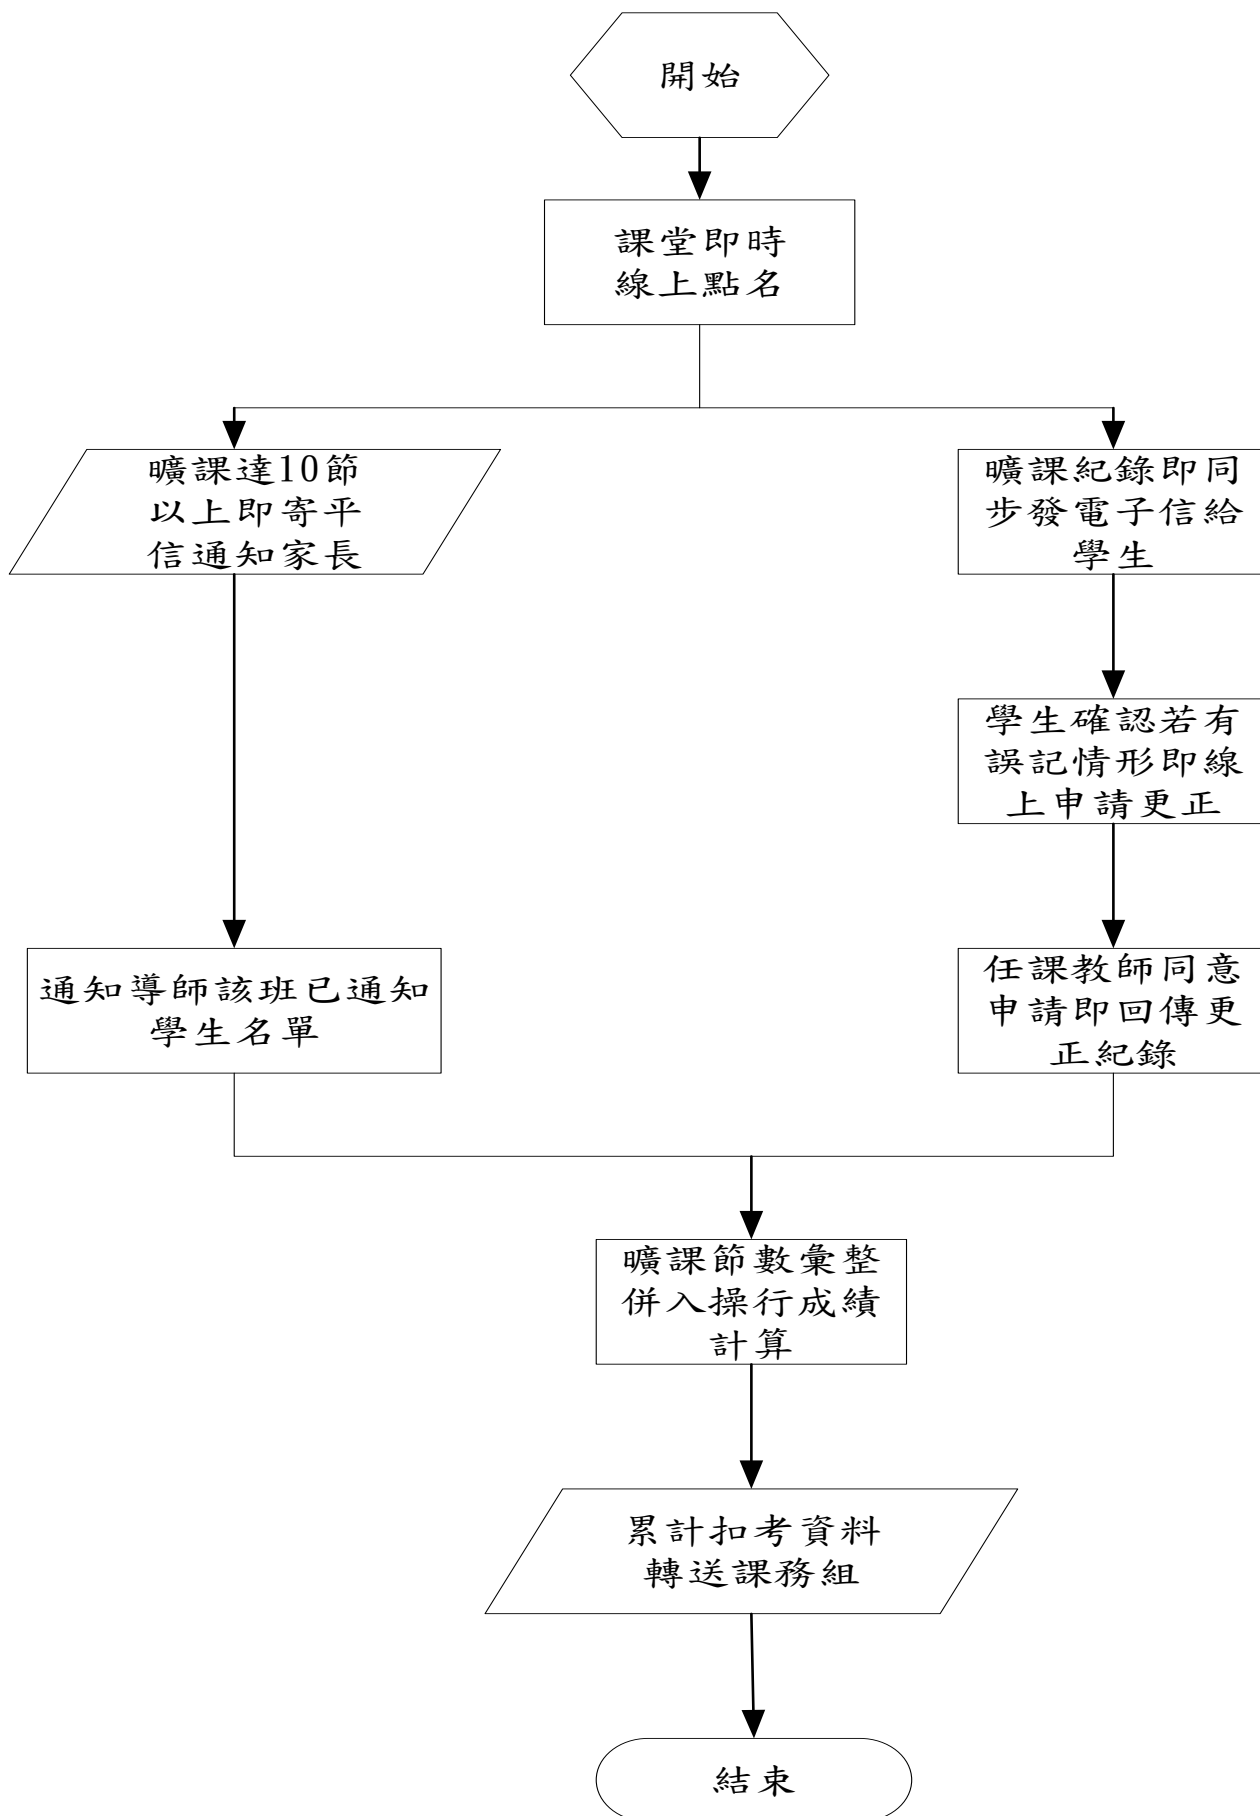 開始
課堂即時
線上點名
曠課達10節
以上即寄平
信通知家長
曠課紀錄即同
步發電子信給
學生
學生確認若有
誤記情形即線
上申請更正
通知導師該班已通知
學生名單
任課教師同意
申請即回傳更
正紀錄
曠課節數彙整
併入操行成績
計算
累計扣考資料
轉送課務組
結束